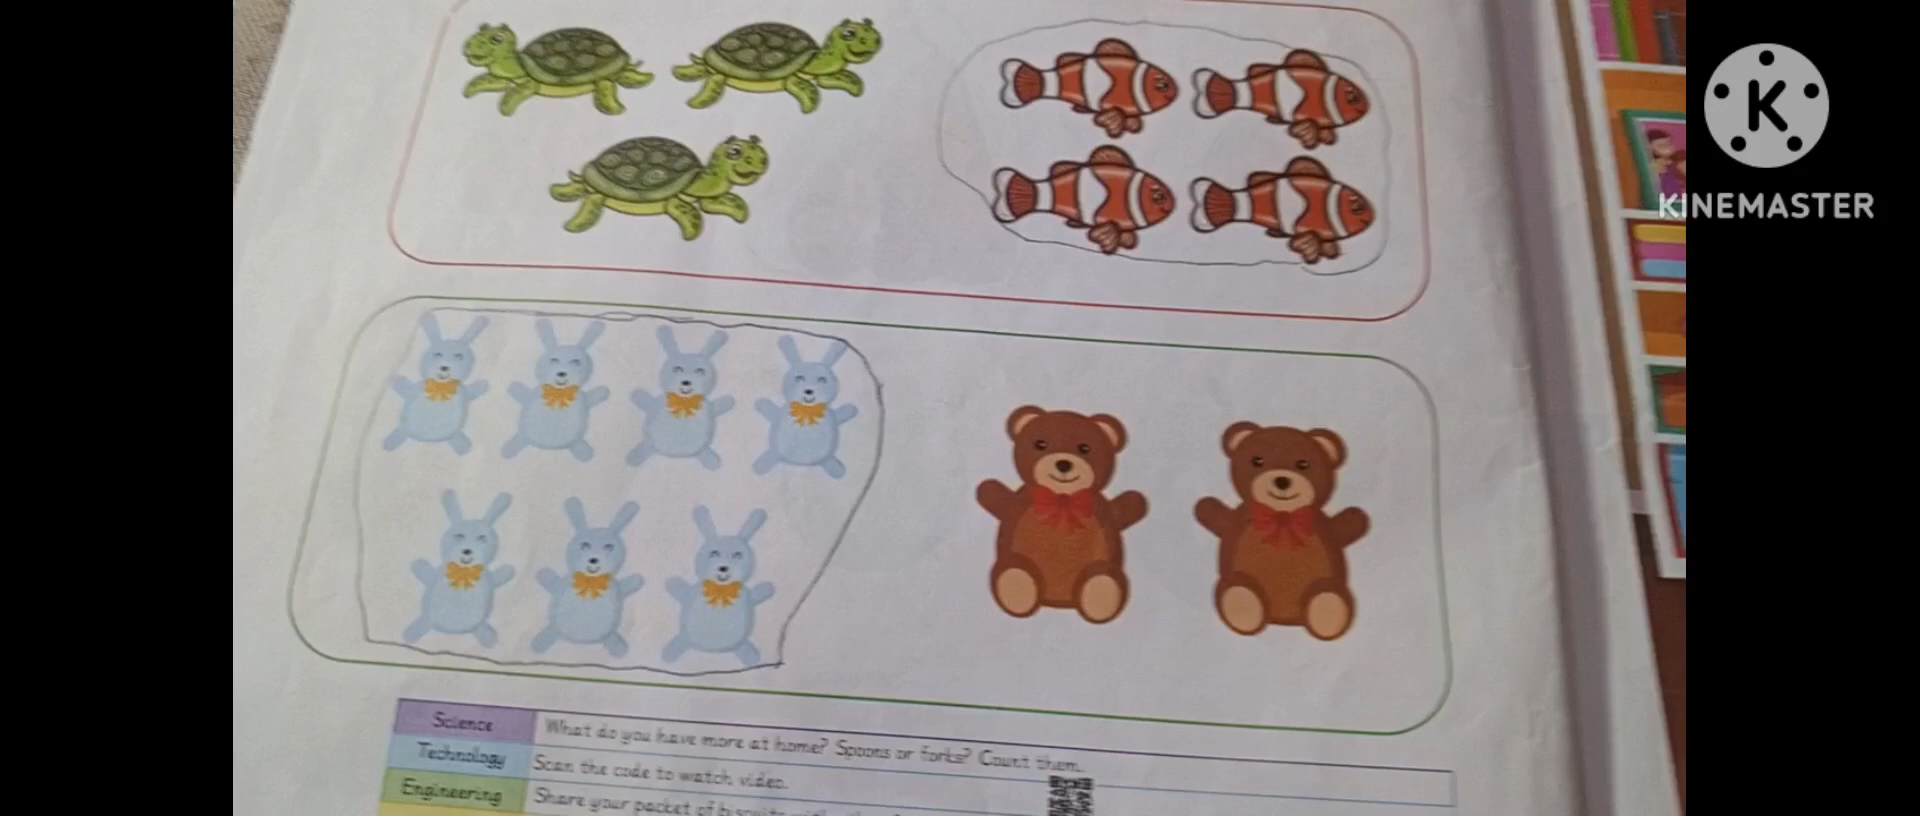 K
KINEMASTER
Science What do you have more at home? Spoons or forks? Count them.
Technology Scan the code to watch video.
Engineering Share your packet of biscuits